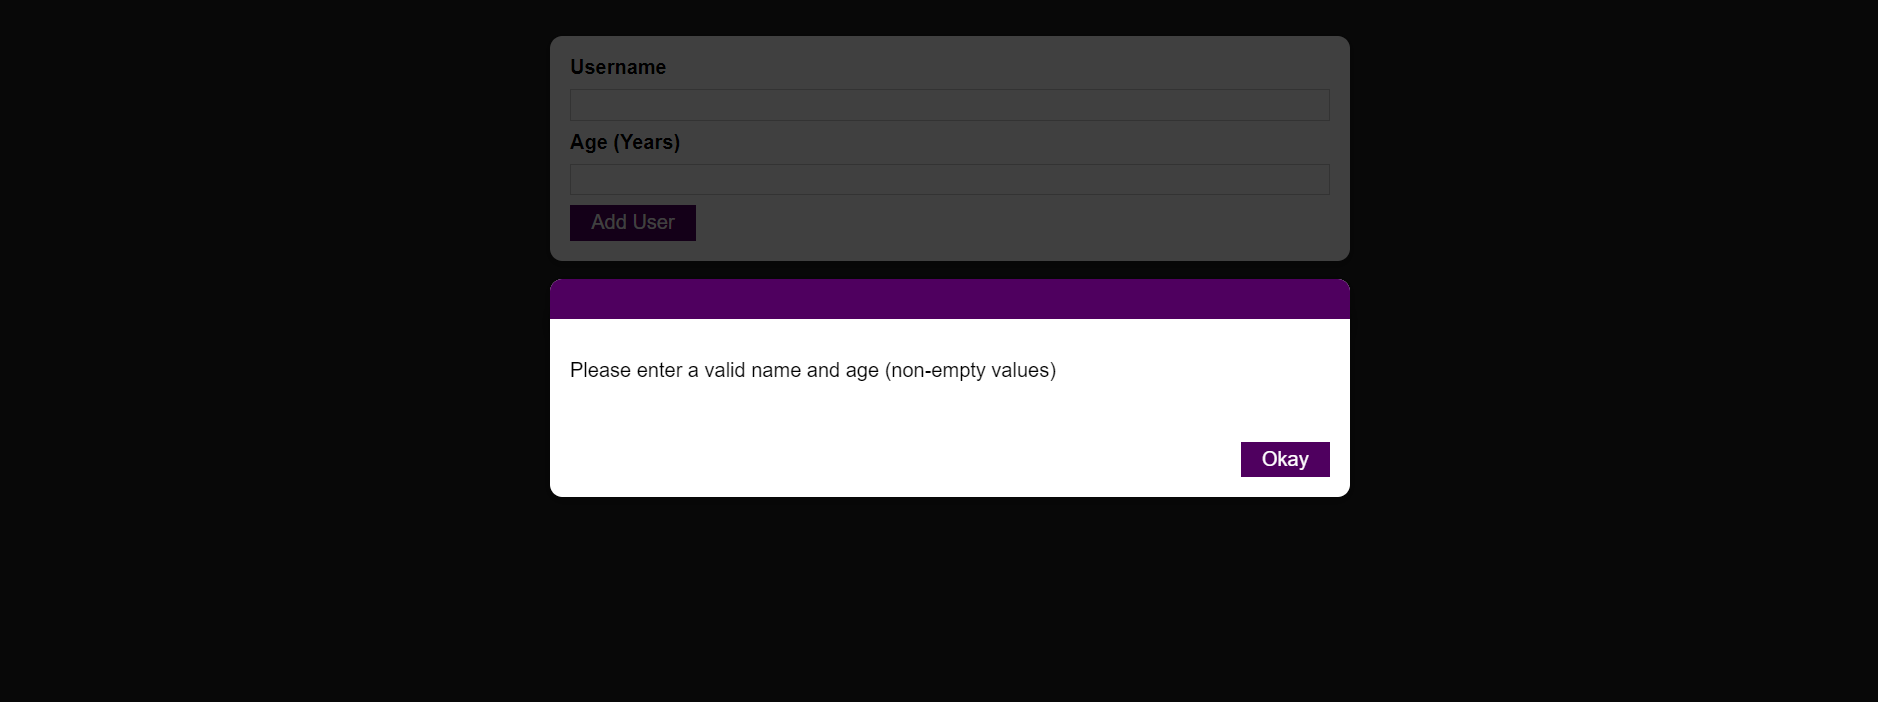 Username
Age (Years)
Add User
Please enter a valid name and age (non-empty values)
Okay